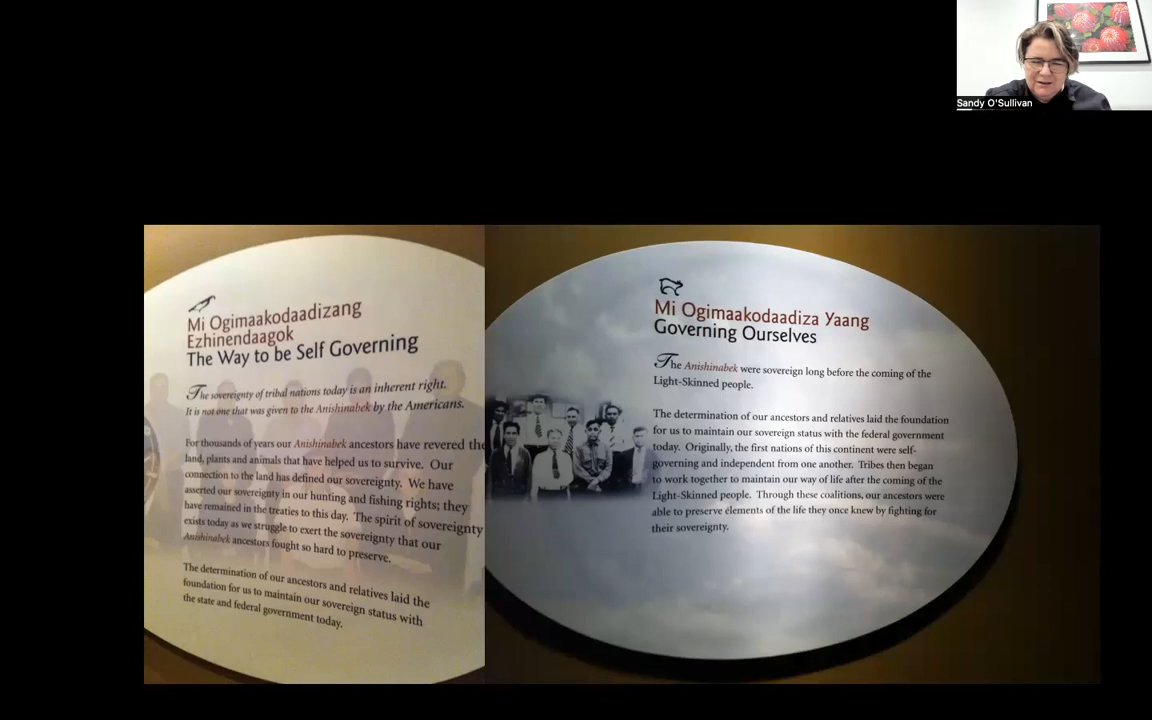 Sandy O'Sullivan
Mi Ogimaakodaadizang
Ezhinendaagok
The Way to be Self Governing
The sovereignty of tribal nations today is an inherent right.
It is not one that was given to the Anishinabek by the Americans.
For thousands of years our Anishinabek ancestors have revered the
land, plants and animals that have helped us to survive. Our
connection to the land has defined our sovereignty. We have
asserted our sovereignty in our hunting and fishing rights; they
have remained in the treaties to this day. The spirit of sovereignty
exists today as we struggle to exert the sovereignty that our
Anishinabek ancestors fought so hard to preserve.
The determination of our ancestors and relatives laid the
foundation for us to maintain our sovereign status with
the state and federal government today.
Mi Ogimaakodaadiza Yaang
Governing Ourselves
The Anishinabek were sovereign long before the coming of the
Light-Skinned people.
The determination of our ancestors and relatives laid the foundation
for us to maintain our sovereign status with the federal government
today. Originally, the first nations of this continent were self-
governing and independent from one another. Tribes then began
to work together to maintain our way of life after the coming of the
Light-Skinned people. Through these coalitions, our ancestors were
able to preserve elements of the life they once knew by fighting for
their sovereignty.